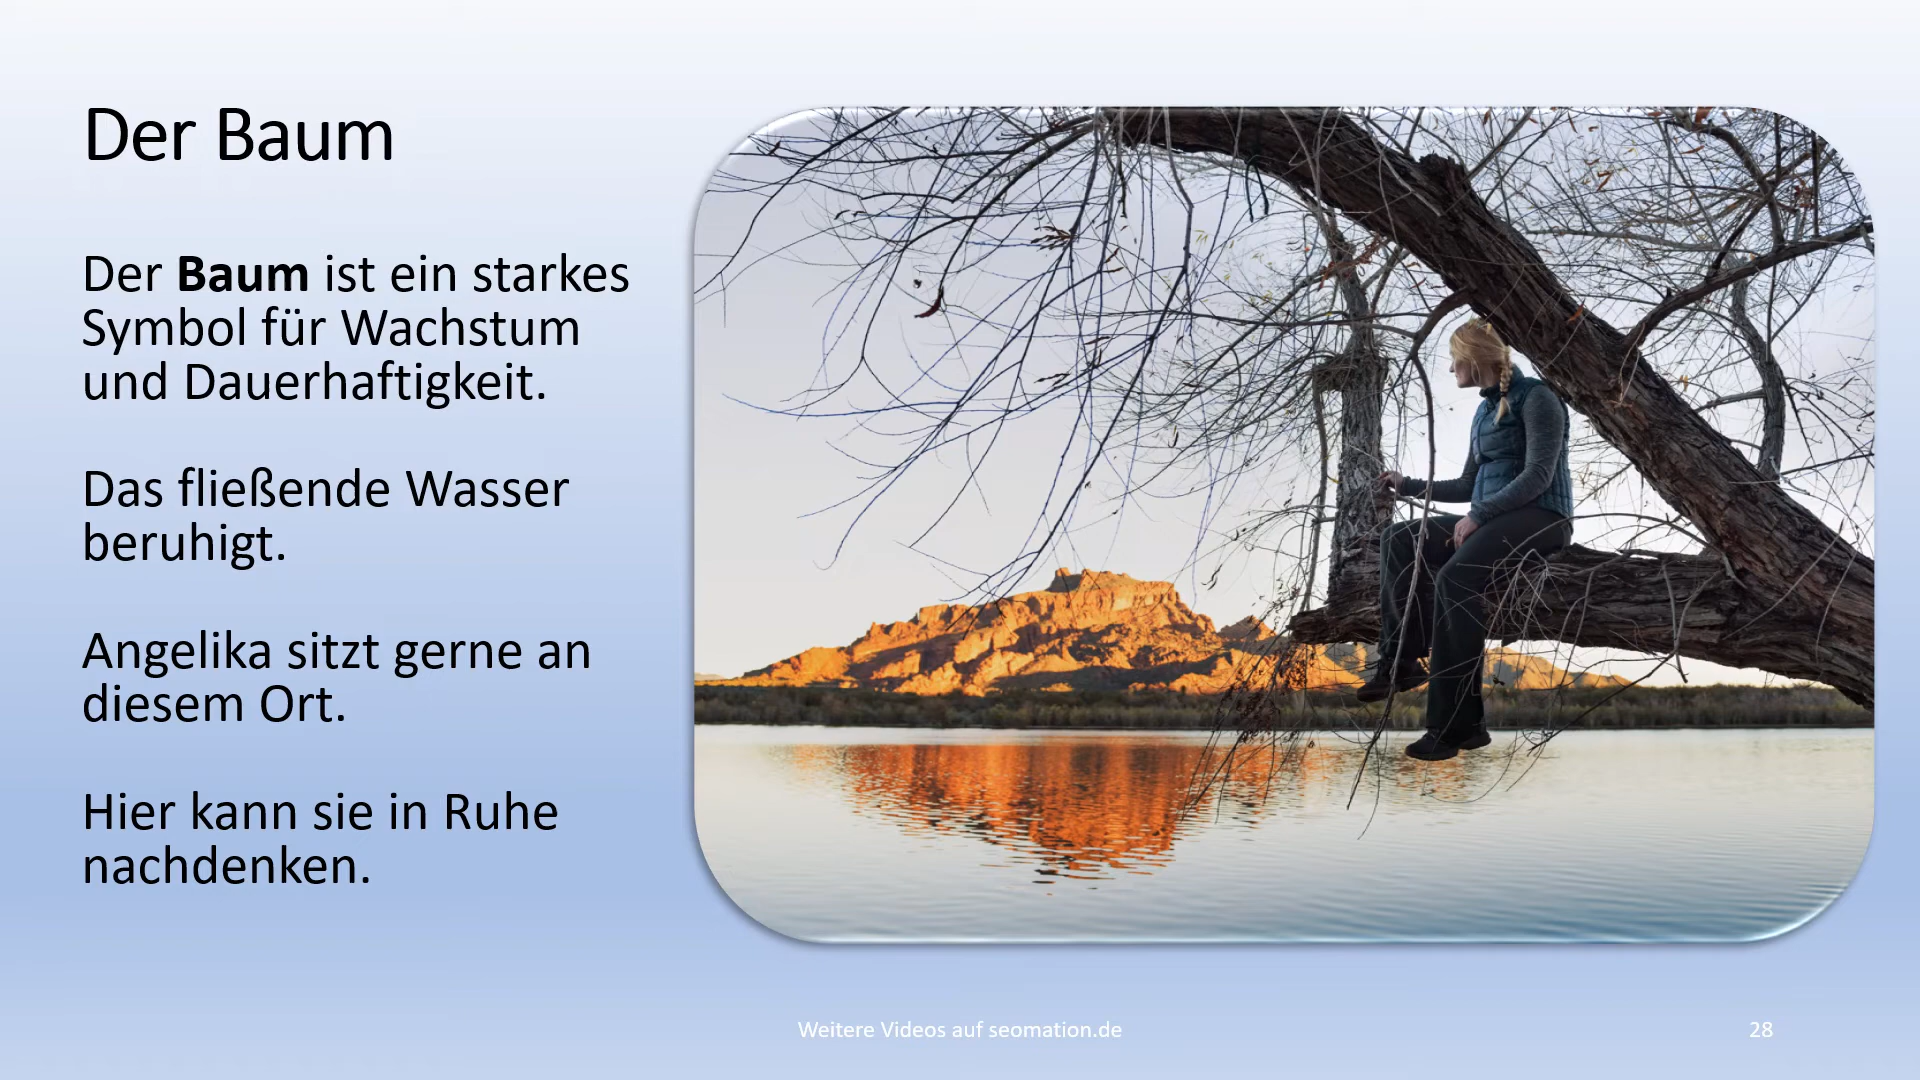 Der Baum
Der Baum ist ein starkes
Symbol für Wachstum
und Dauerhaftigkeit.
Das fließende Wasser
beruhigt.
Angelika sitzt gerne an
diesem Ort.
Hier kann sie in Ruhe
nachdenken.
Weitere Videos auf seomation.de
28